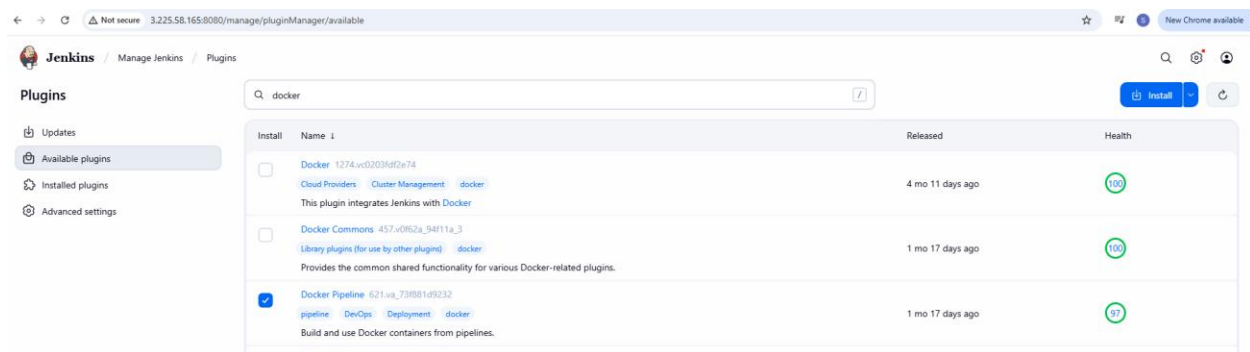 Not secure 3.225.58.165:8080/manage/pluginManager/available
New Chrome available
Jenkins / Manage Jenkins / Plugins
Plugins
docker
/
Install
Updates
Available plugins
Installed plugins
Advanced settings
Install Name ↓ Released Health
Docker 1274.vc0203fdf2e74
Cloud Providers Cluster Management docker
This plugin integrates Jenkins with Docker
4 mo 11 days ago
100
Docker Commons 457.v0f62a_94f11a_3
Library plugins (for use by other plugins) docker
Provides the common shared functionality for various Docker-related plugins.
1 mo 17 days ago
100
Docker Pipeline 621.va_73f881d9232
pipeline DevOps Deployment docker
Build and use Docker containers from pipelines.
1 mo 17 days ago
97